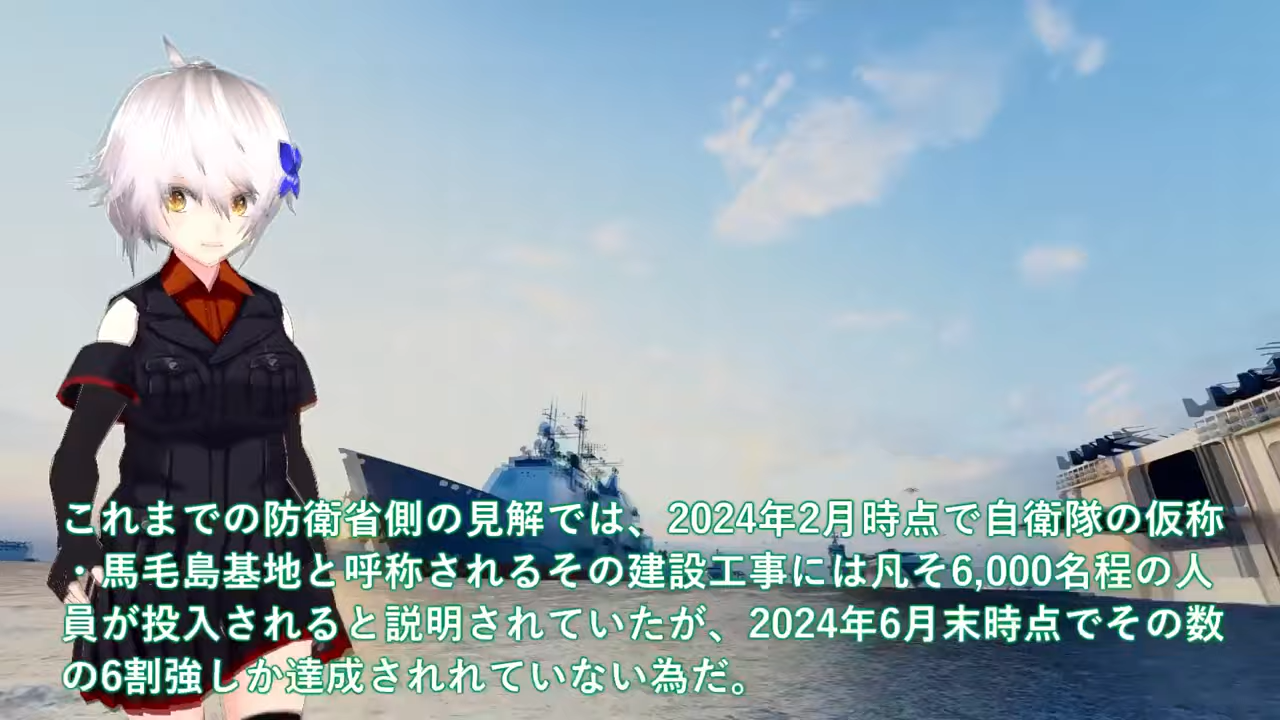 これまでの防衛省側の見解では、2024年2月時点で自衛隊の仮称
・馬毛島基地と呼称されるその建設工事には凡そ6,000名程の人
員が投入されると説明されていたが、2024年6月末時点でその数
の6割強しか達成されれていない為だ。